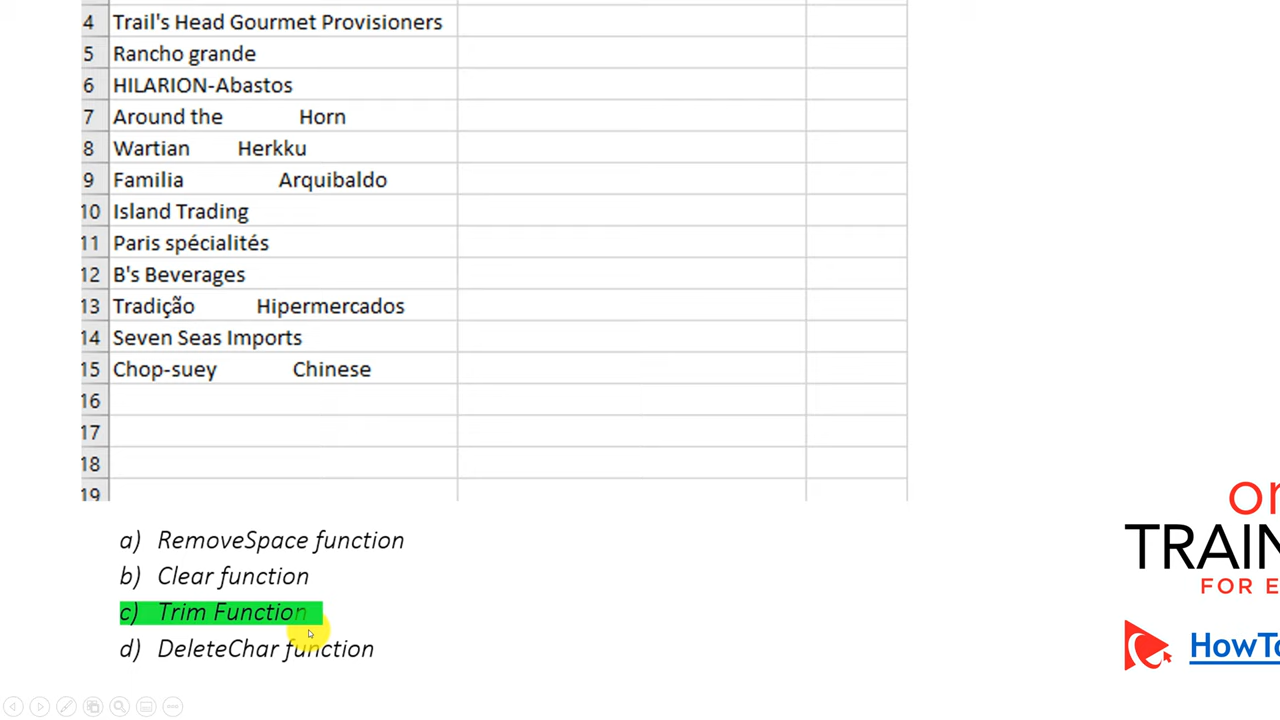 4 Trail's Head Gourmet Provisioners
5 Rancho grande
6 HILARION-Abastos
7 Around the Horn
8 Wartian Herkku
9 Familia Arquibaldo
10 Island Trading
11 Paris spécialités
12 B's Beverages
13 Tradição Hipermercados
14 Seven Seas Imports
15 Chop-suey Chinese
16
17
18
19
a) RemoveSpace function
b) Clear function
c) Trim Function
d) DeleteChar function
or
TRAIN
FOR E
HowTo